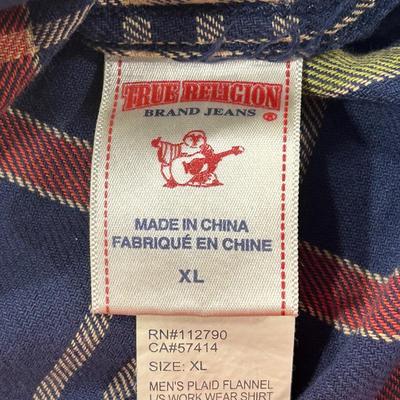 TRUE RELIGION
BRAND JEANS ®
MADE IN CHINA
FABRIQUÉ EN CHINE
XL
RN#112790
CA#57414
SIZE: XL
MEN'S PLAID FLANNEL
L/S WORK WEAR SHIRT